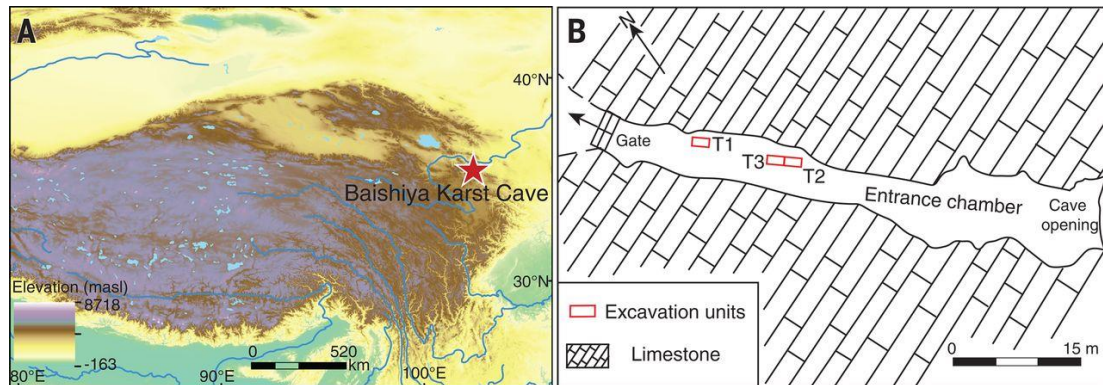 A
40°N
Baishiya Karst Cave
30°N
Elevation (masl)
8718
-163
0 520
km
80°E 90°E 100°E
B
N
Gate
T1
T3
T2
Entrance chamber
Cave
opening
Excavation units
Limestone
0 15 m